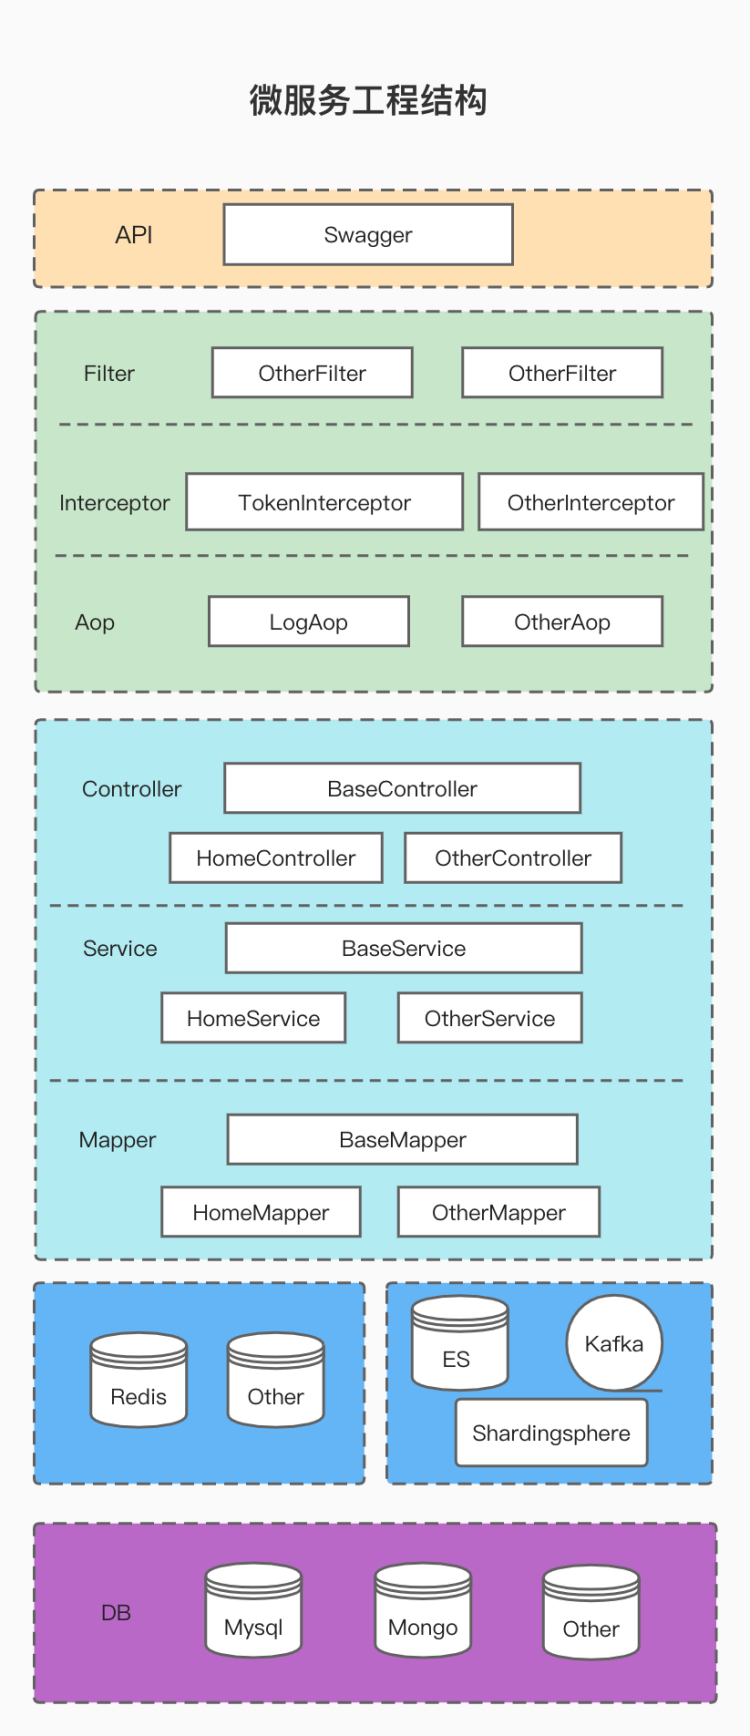 微服务工程结构
API
Swagger
Filter
OtherFilter
OtherFilter
Interceptor
TokenInterceptor
OtherInterceptor
Aop
LogAop
OtherAop
Controller
BaseController
HomeController
OtherController
Service
BaseService
HomeService
OtherService
Mapper
BaseMapper
HomeMapper
OtherMapper
Redis
Other
ES
Kafka
Shardingsphere
DB
Mysql
Mongo
Other